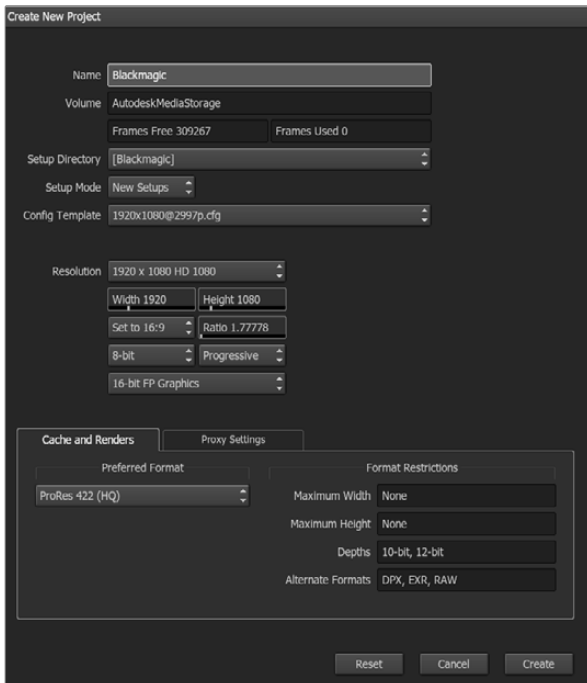 Create New Project
Name Blackmagic
Volume AutodeskMediaStorage
Frames Free 309267 Frames Used 0
Setup Directory [Blackmagic]
Setup Mode New Setups
Config Template 1920x1080@2997p.cfg
Resolution 1920 x 1080 HD 1080
Width 1920 Height 1080
Set to 16:9 Ratio 1.77778
8-bit Progressive
16-bit FP Graphics
Cache and Renders Proxy Settings
Preferred Format Format Restrictions
ProRes 422 (HQ) Maximum Width None
Maximum Height None
Depths 10-bit, 12-bit
Alternate Formats DPX, EXR, RAW
Reset Cancel Create